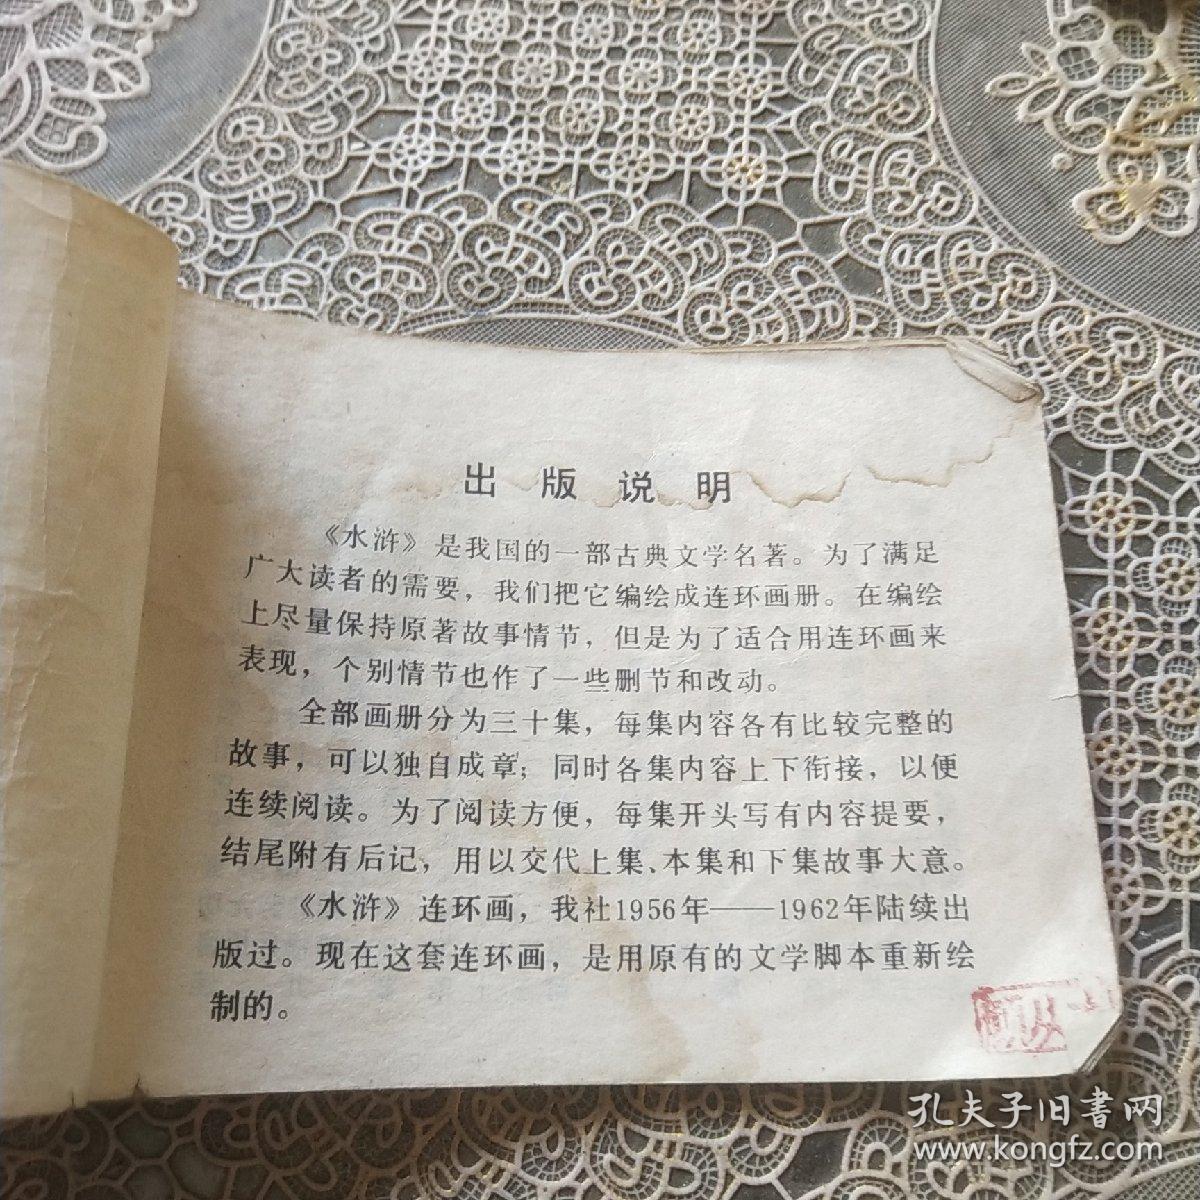 出版说明
《水浒》是我国的一部古典文学名著。为了满足
广大读者的需要，我们把它编绘成连环画册。在编绘
上尽量保持原著故事情节，但是为了适合用连环画来
表现，个别情节也作了一些删节和改动。
全部画册分为三十集，每集内容各有比较完整的
故事，可以独自成章；同时各集内容上下衔接，以便
连续阅读。为了阅读方便，每集开头写有内容提要，
结尾附有后记，用以交代上集、本集和下集故事大意。
《水浒》连环画，我社1956年——1962年陆续出
版过。现在这套连环画，是用原有的文学脚本重新绘
制的。
孔夫子旧書网
www.kongfz.com